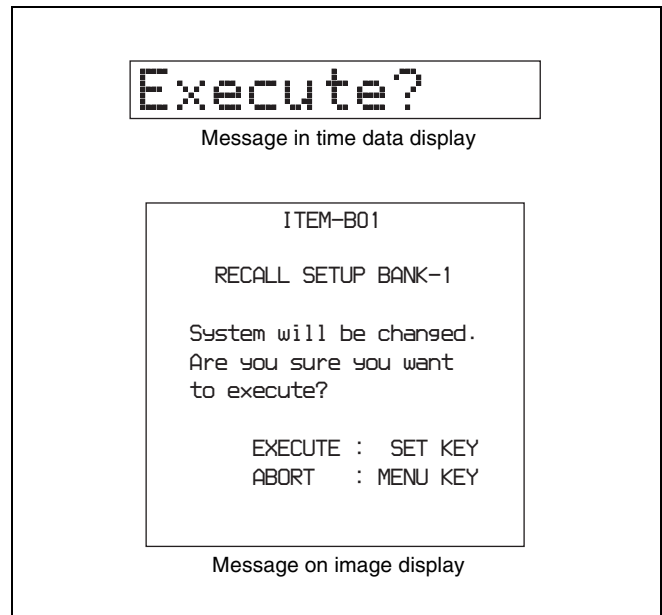 Execute?
Message in time data display
ITEM-B01
RECALL SETUP BANK-1
System will be changed.
Are you sure you want
to execute?
EXECUTE : SET KEY
ABORT : MENU KEY
Message on image display